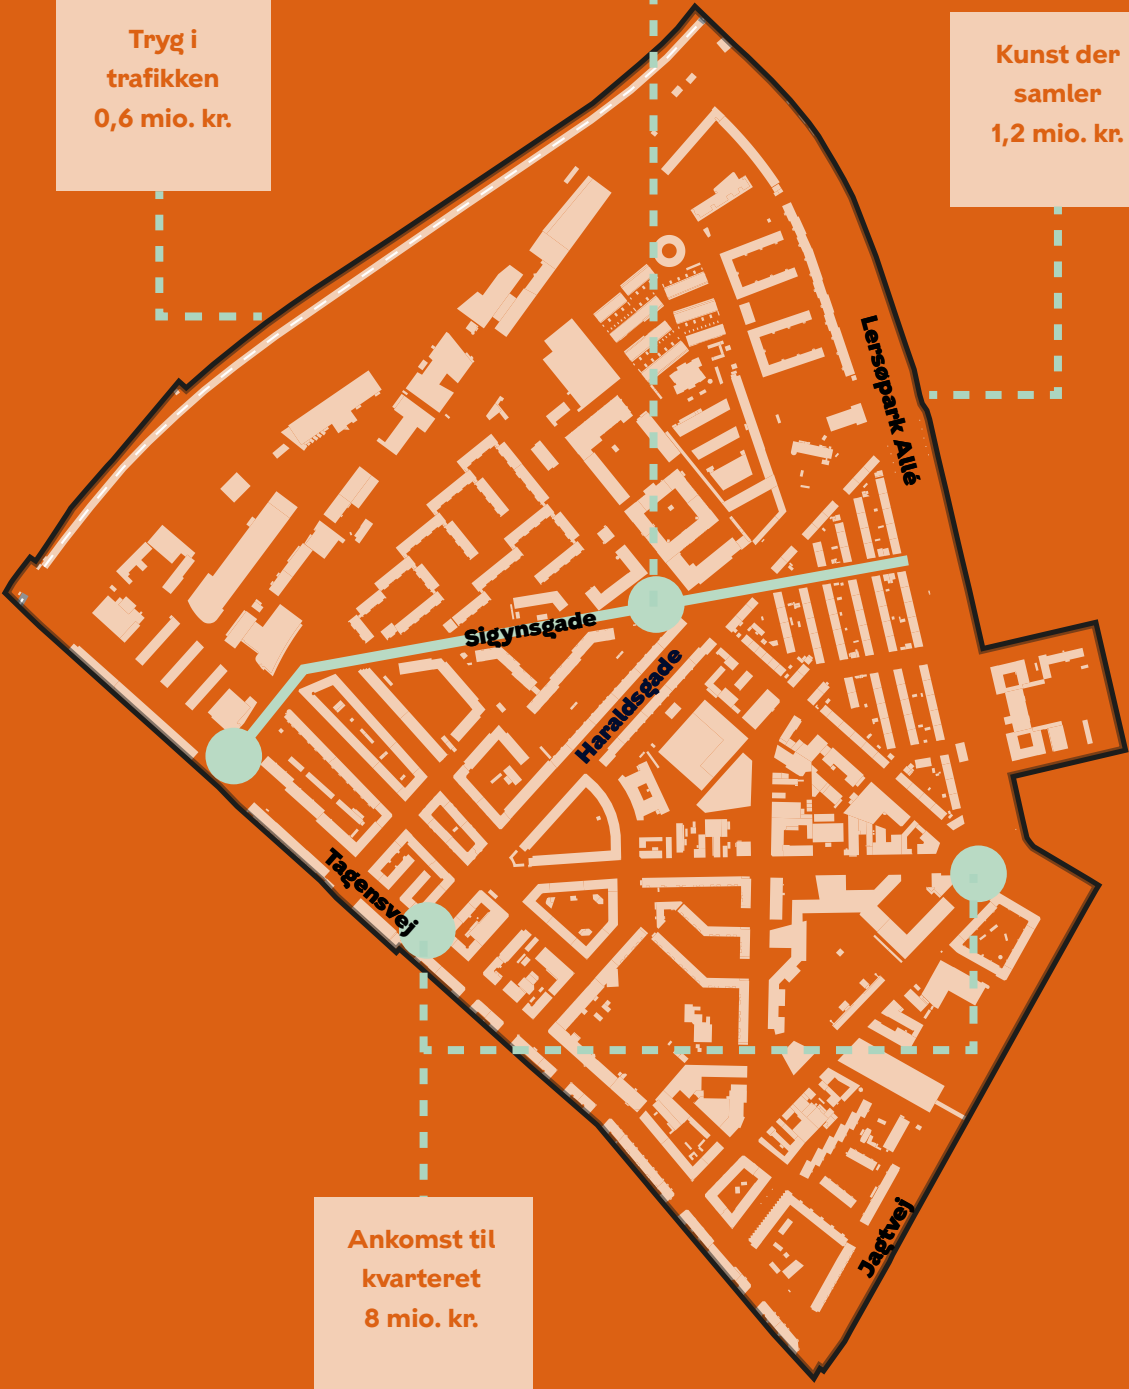 Tryg i
trafikken
0,6 mio. kr.
Kunst der
samler
1,2 mio. kr.
Lersøpark Allé
Sigynsgade
Haraldsgade
Tagensvej
Jagtvej
Ankomst til
kvarteret
8 mio. kr.